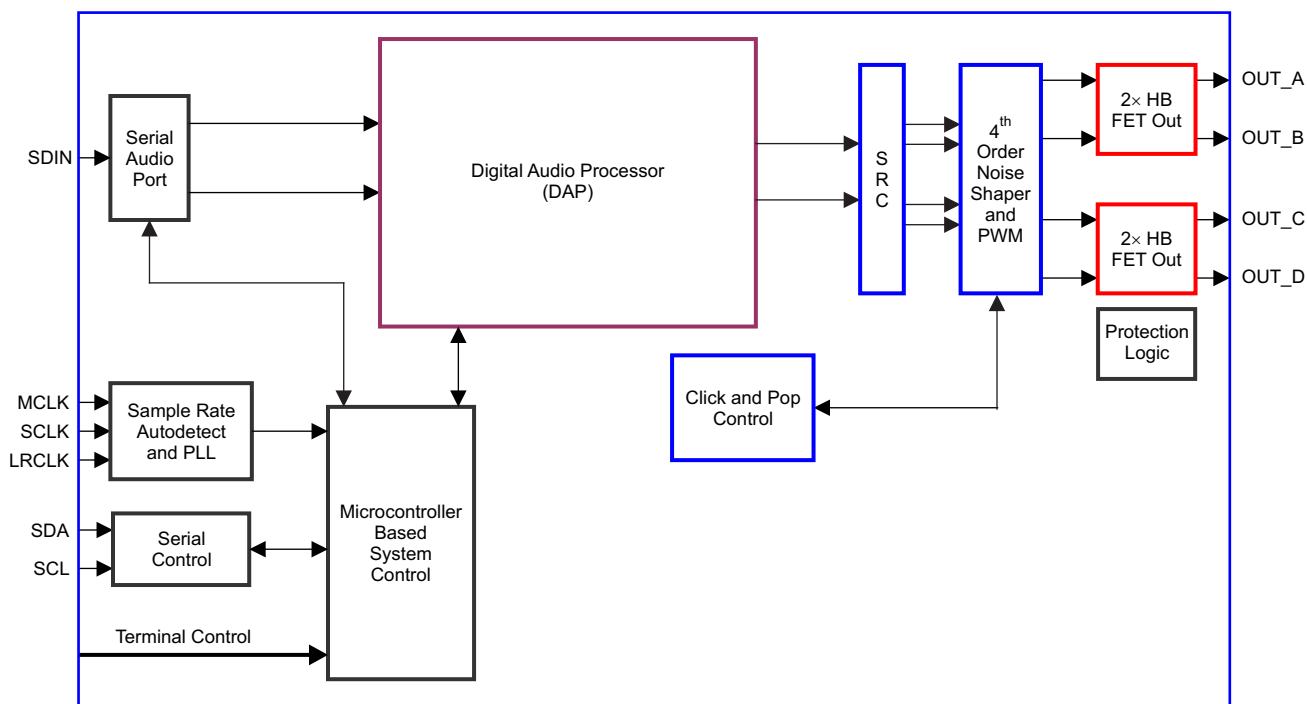 SDIN
Serial
Audio
Port
Digital Audio Processor
(DAP)
S
R
C
4th
Order
Noise
Shaper
and
PWM
2× HB
FET Out
OUT_A
OUT_B
2× HB
FET Out
OUT_C
OUT_D
Protection
Logic
Click and Pop
Control
MCLK
SCLK
LRCLK
Sample Rate
Autodetect
and PLL
SDA
SCL
Serial
Control
Microcontroller
Based
System
Control
Terminal Control